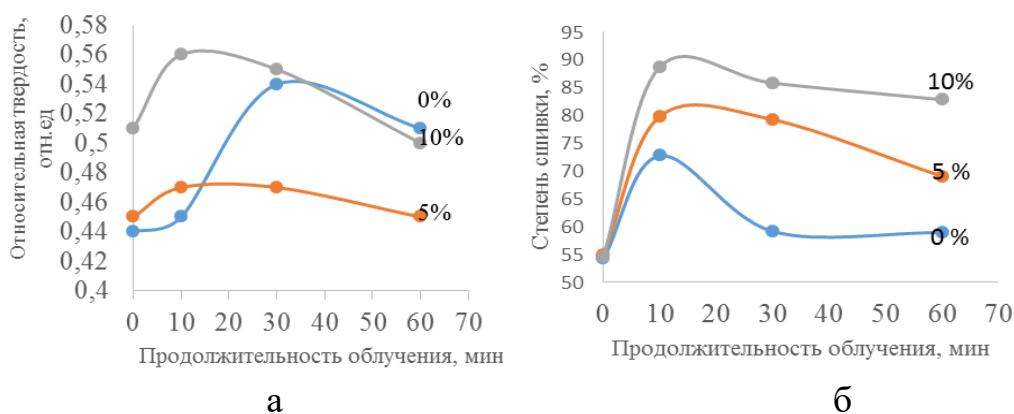 Относительная твердость,
отн.ед
0,58
0,56
0,54
0,52
0,5
0,48
0,46
0,44
0,42
0,4
0%
10%
5%
0 10 20 30 40 50 60 70
Продолжительность облучения, мин
а
Степень сшивки, %
95
90
85
80
75
70
65
60
55
50
10%
5 %
0 %
0 10 20 30 40 50 60 70
Продолжительность облучения, мин
б